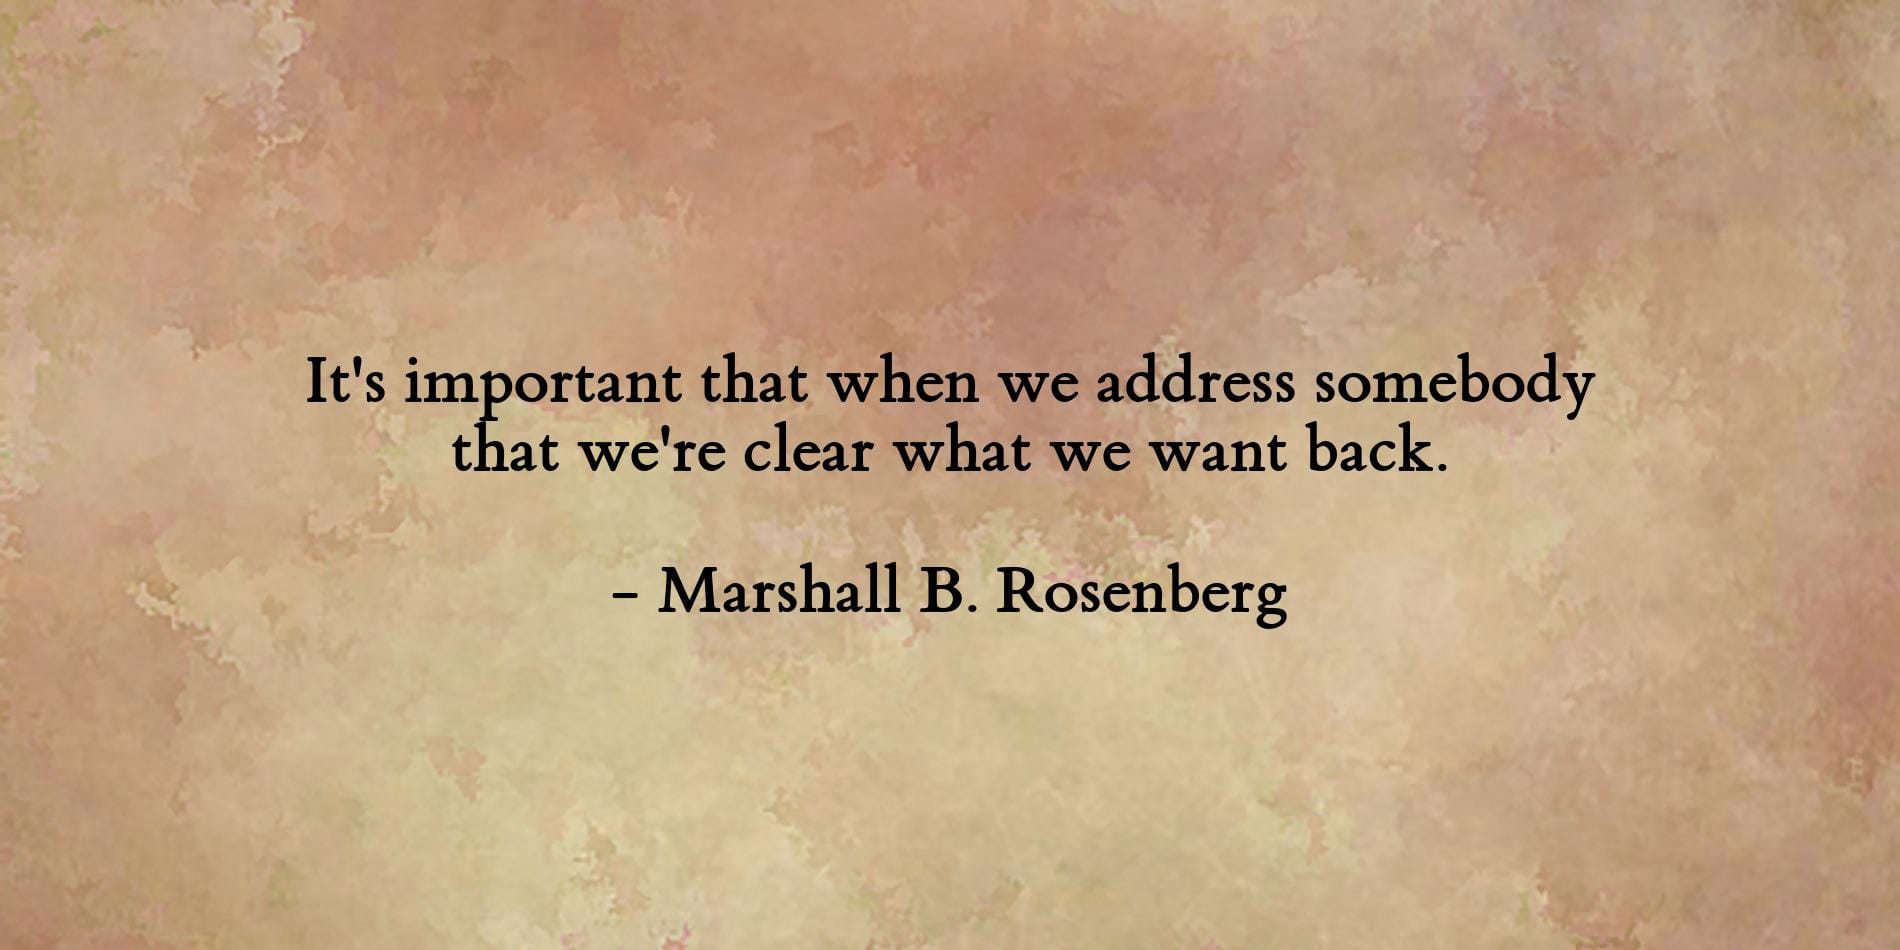 It's important that when we address somebody
that we're clear what we want back.
– Marshall B. Rosenberg